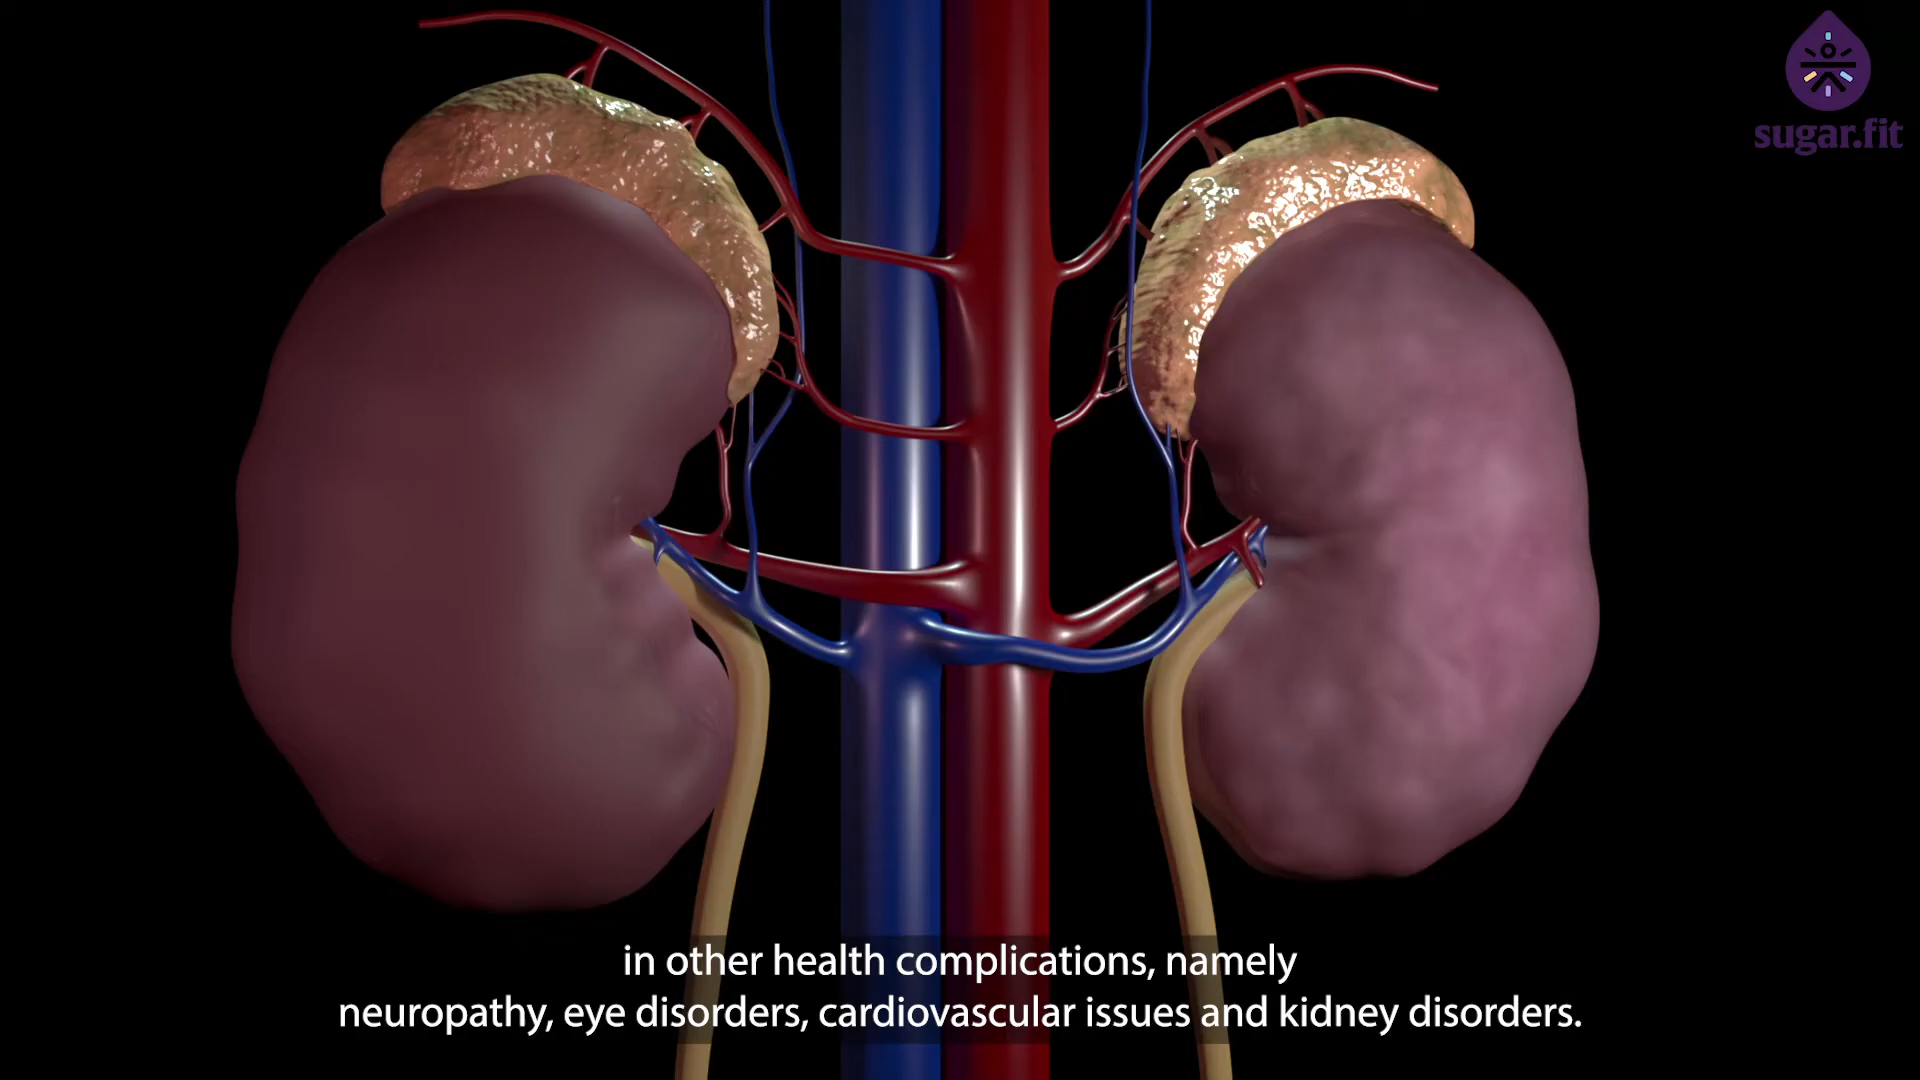 sugar.fit
in other health complications, namely
neuropathy, eye disorders, cardiovascular issues and kidney disorders.